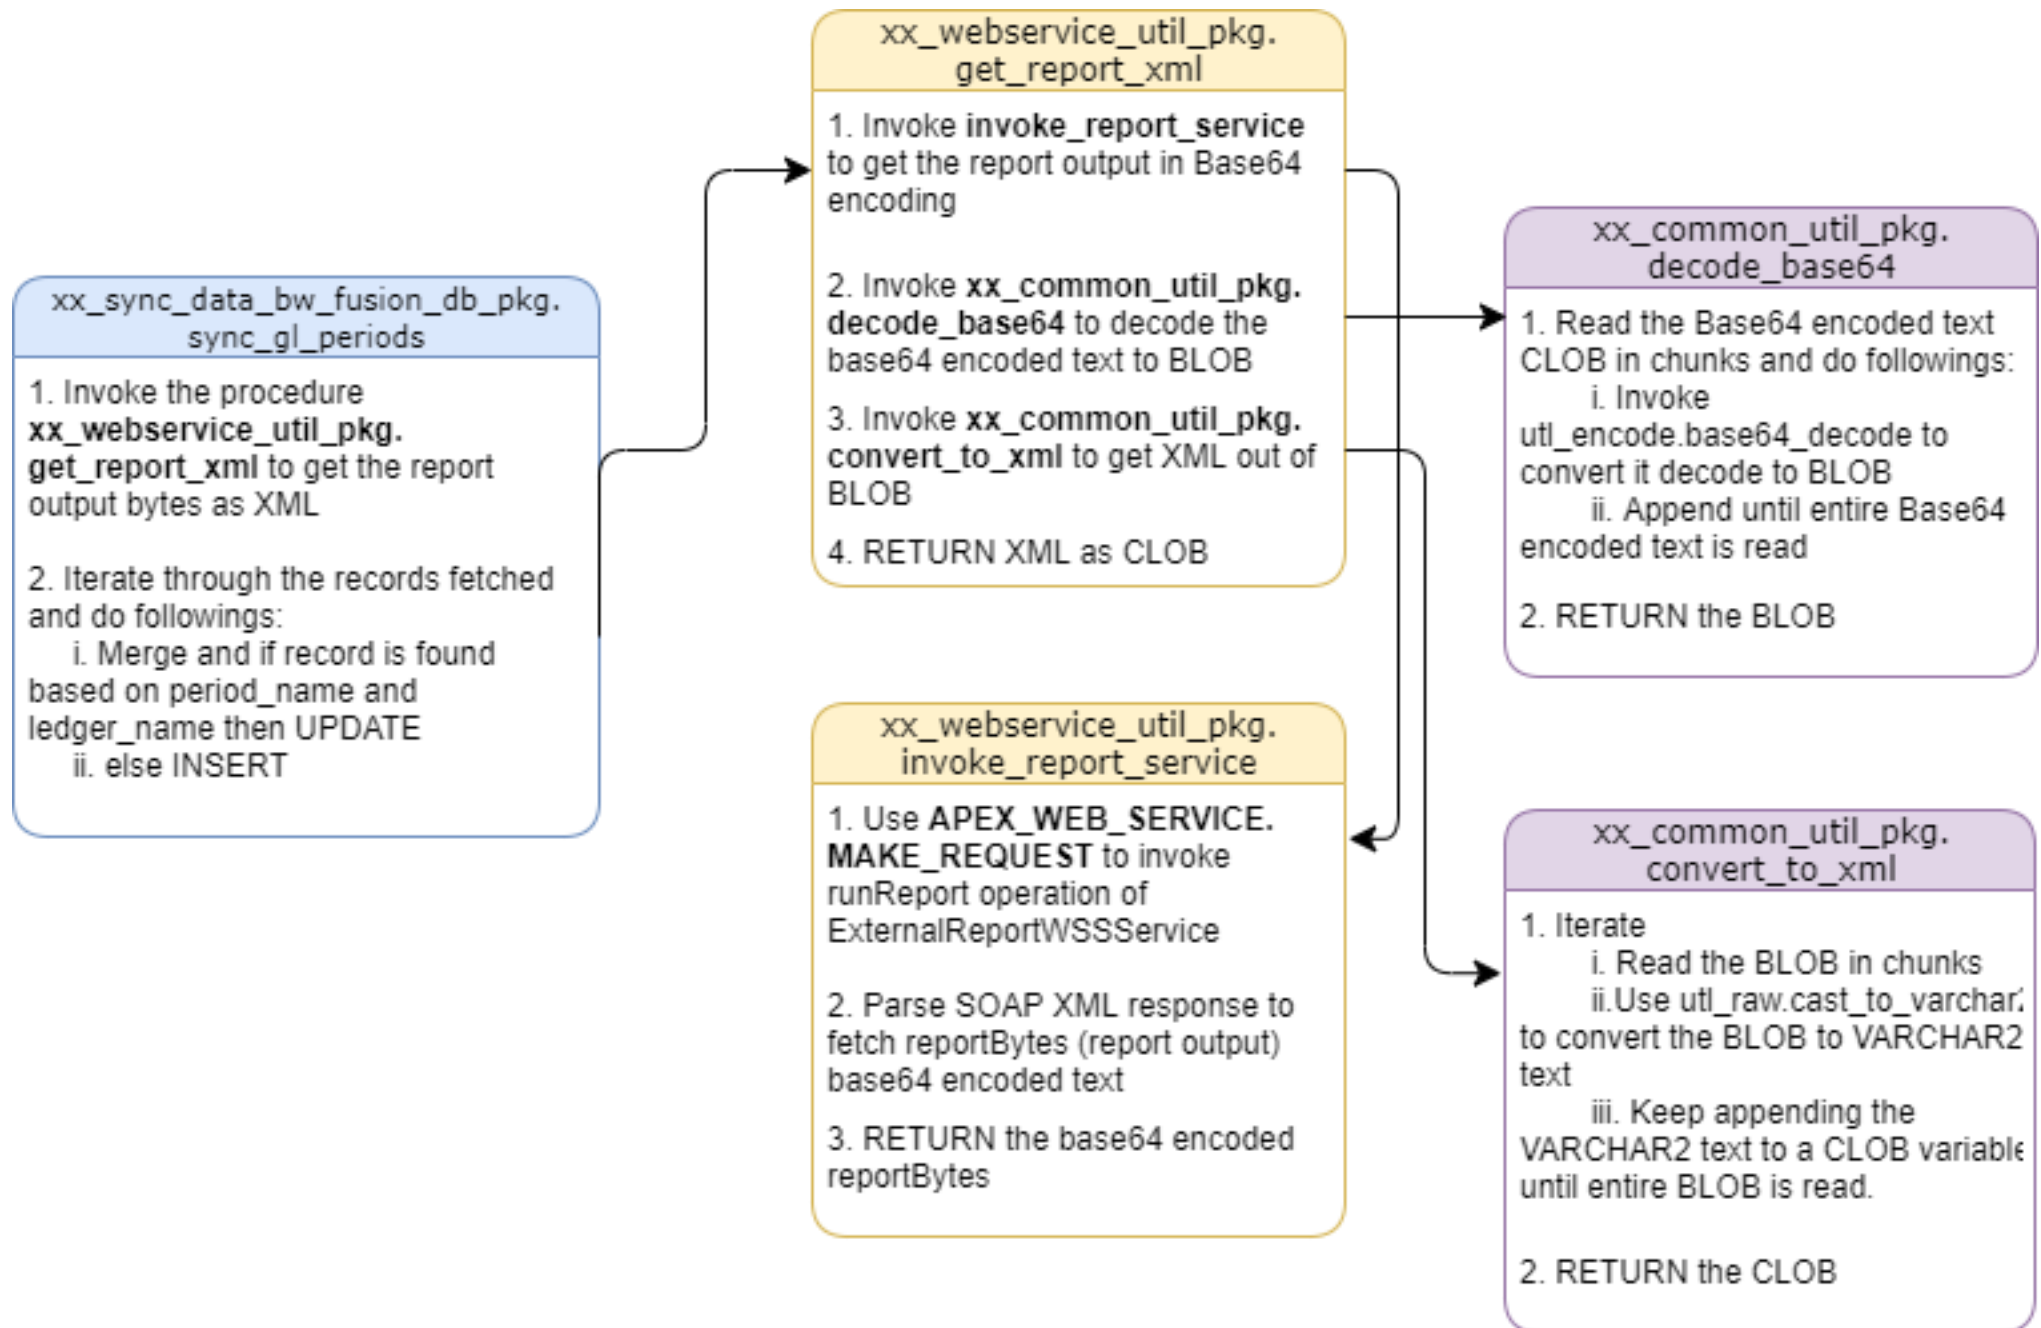 xx_sync_data_bw_fusion_db_pkg.
sync_gl_periods
1. Invoke the procedure
xx_webservice_util_pkg.
get_report_xml to get the report
output bytes as XML
2. Iterate through the records fetched
and do followings:
i. Merge and if record is found
based on period_name and
ledger_name then UPDATE
ii. else INSERT
xx_webservice_util_pkg.
get_report_xml
1. Invoke invoke_report_service
to get the report output in Base64
encoding
2. Invoke xx_common_util_pkg.
decode_base64 to decode the
base64 encoded text to BLOB
3. Invoke xx_common_util_pkg.
convert_to_xml to get XML out of
BLOB
4. RETURN XML as CLOB
xx_webservice_util_pkg.
invoke_report_service
1. Use APEX_WEB_SERVICE.
MAKE_REQUEST to invoke
runReport operation of
ExternalReportWSSService
2. Parse SOAP XML response to
fetch reportBytes (report output)
base64 encoded text
3. RETURN the base64 encoded
reportBytes
xx_common_util_pkg.
decode_base64
1. Read the Base64 encoded text
CLOB in chunks and do followings:
i. Invoke
utl_encode.base64_decode to
convert it decode to BLOB
ii. Append until entire Base64
encoded text is read
2. RETURN the BLOB
xx_common_util_pkg.
convert_to_xml
1. Iterate
i. Read the BLOB in chunks
ii.Use utl_raw.cast_to_varchar2
to convert the BLOB to VARCHAR2
text
iii. Keep appending the
VARCHAR2 text to a CLOB variable
until entire BLOB is read.
2. RETURN the CLOB